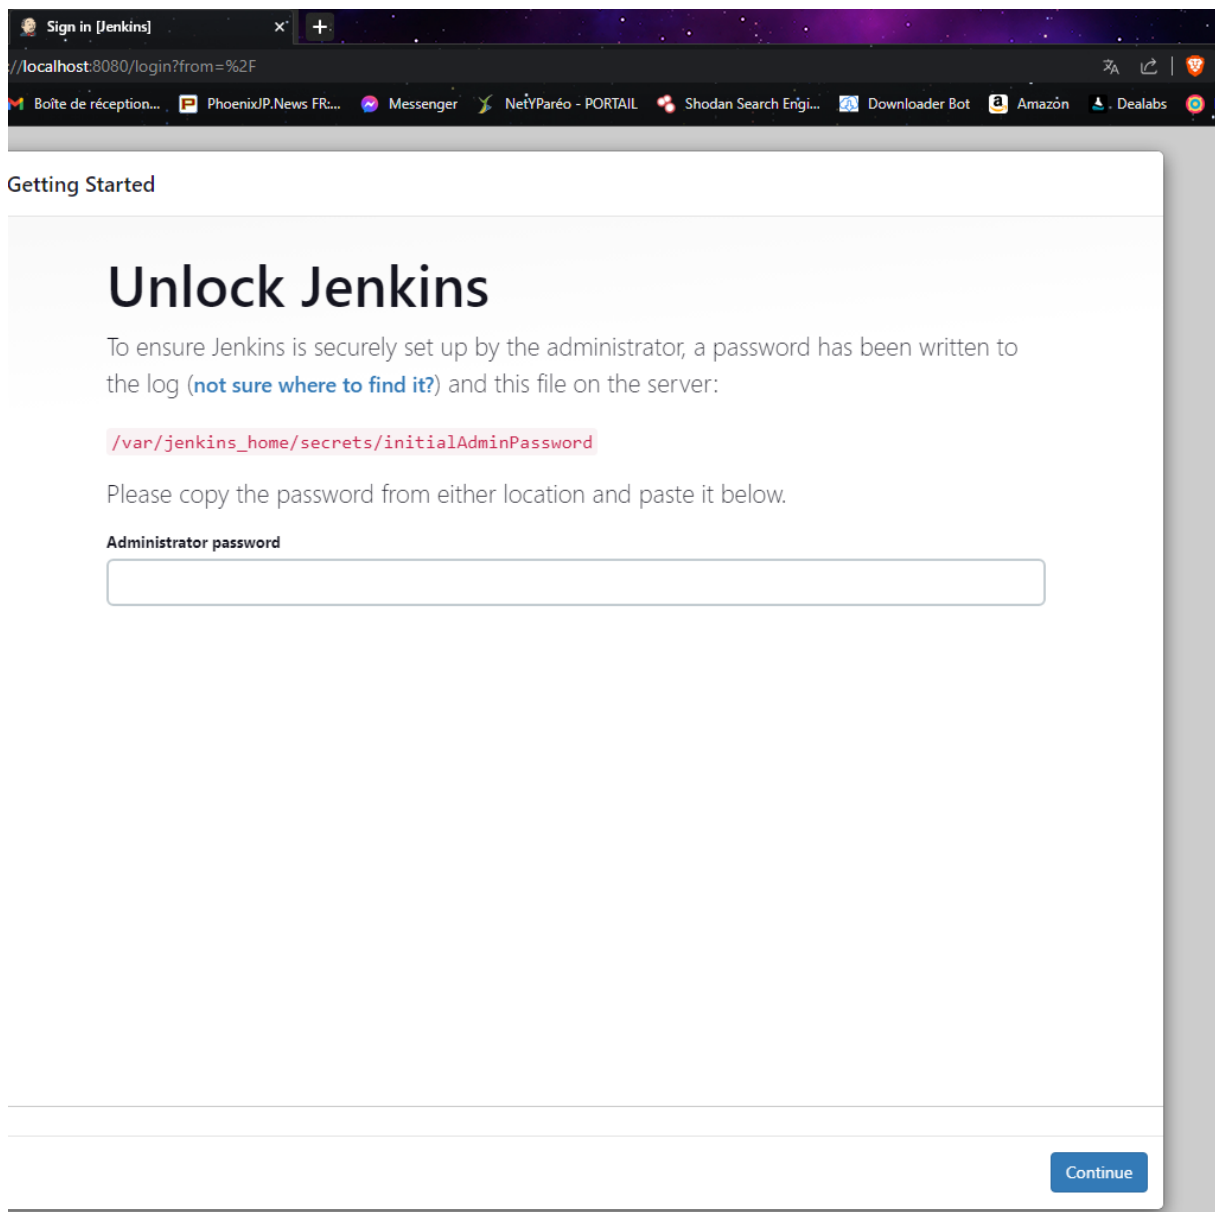 Sign in [Jenkins]
://localhost:8080/login?from=%2F
Boîte de réception... PhoenixJP.News FR:... Messenger NetYParéo - PORTAIL Shodan Search Engi... Downloader Bot Amazon Dealabs
Getting Started
Unlock Jenkins
To ensure Jenkins is securely set up by the administrator, a password has been written to
the log (not sure where to find it?) and this file on the server:
/var/jenkins_home/secrets/initialAdminPassword
Please copy the password from either location and paste it below.
Administrator password
Continue